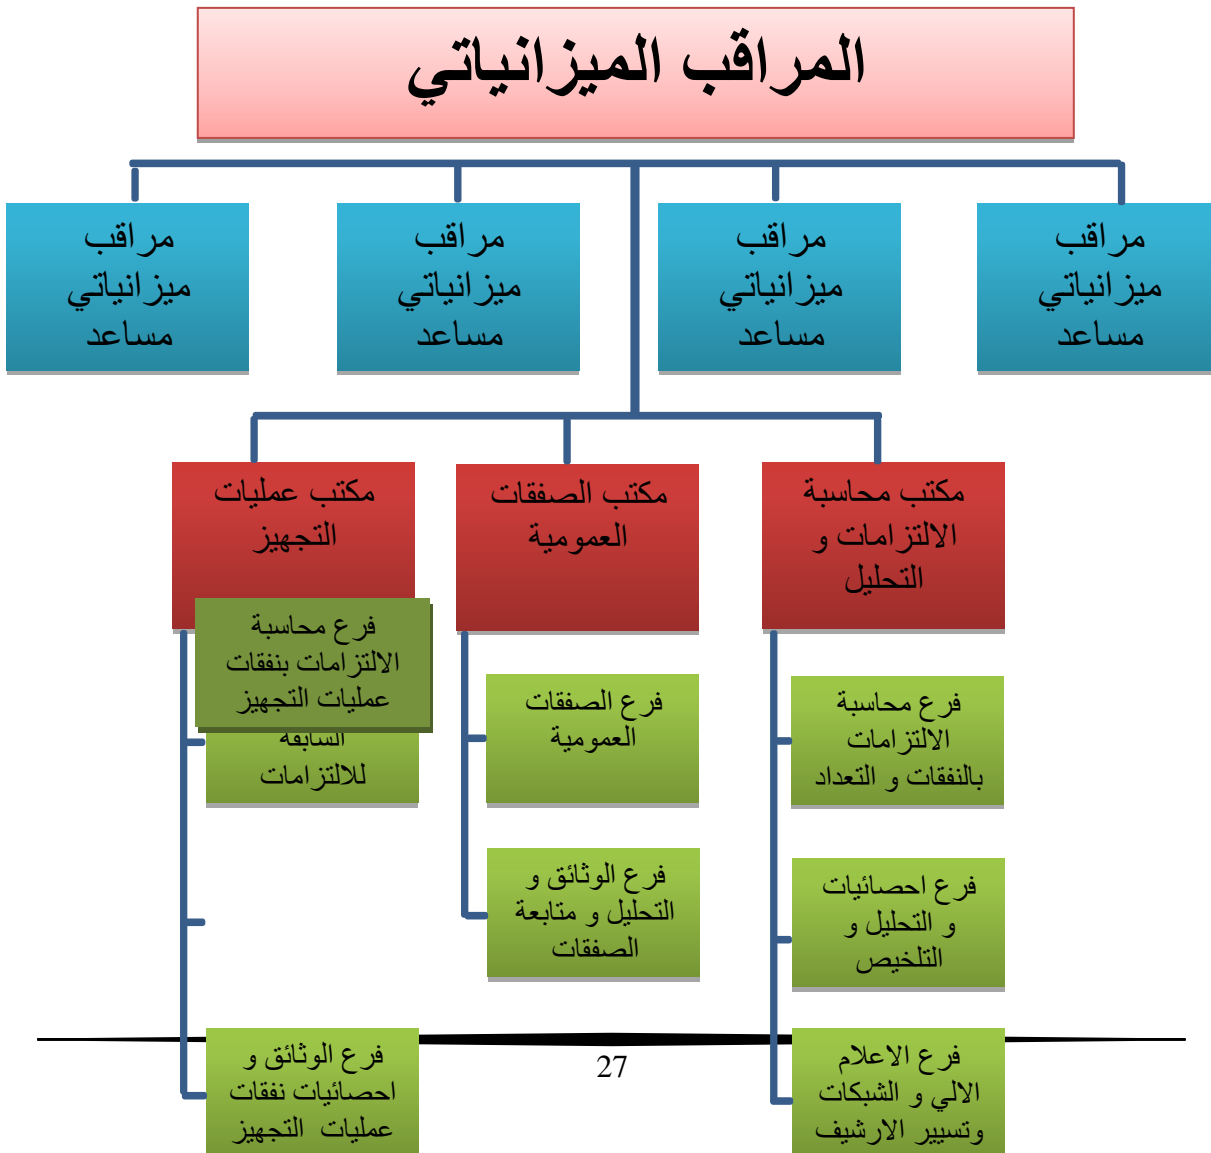 المراقب الميزانياتي
مراقب
ميزانياتي
مساعد
مراقب
ميزانياتي
مساعد
مراقب
ميزانياتي
مساعد
مراقب
ميزانياتي
مساعد
مكتب محاسبة
الالتزامات و
التحليل
مكتب الصفقات
العمومية
مكتب عمليات
التجهيز
فرع محاسبة
الالتزامات
بالنفقات و التعداد
فرع احصائيات
و التحليل و
التلخيص
فرع الاعلام
الالي و الشبكات
وتسيير الارشيف
فرع الصفقات
العمومية
فرع الوثائق و
التحليل و متابعة
الصفقات
فرع محاسبة
الالتزامات بنفقات
عمليات التجهيز
السابقة
للالتزامات
فرع الوثائق و
احصائيات نفقات
عمليات التجهيز
27